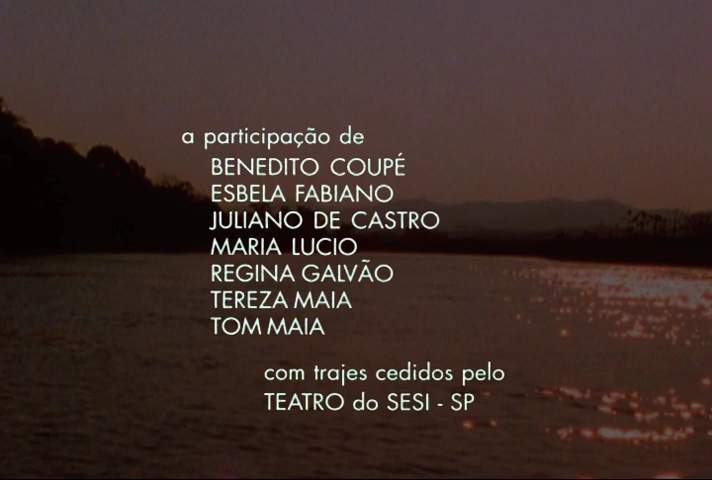 a participação de
BENEDITO COUPÉ
ESBELA FABIANO
JULIANO DE CASTRO
MARIA LUCIO
REGINA GALVÃO
TEREZA MAIA
TOM MAIA
com trajes cedidos pelo
TEATRO do SESI - SP